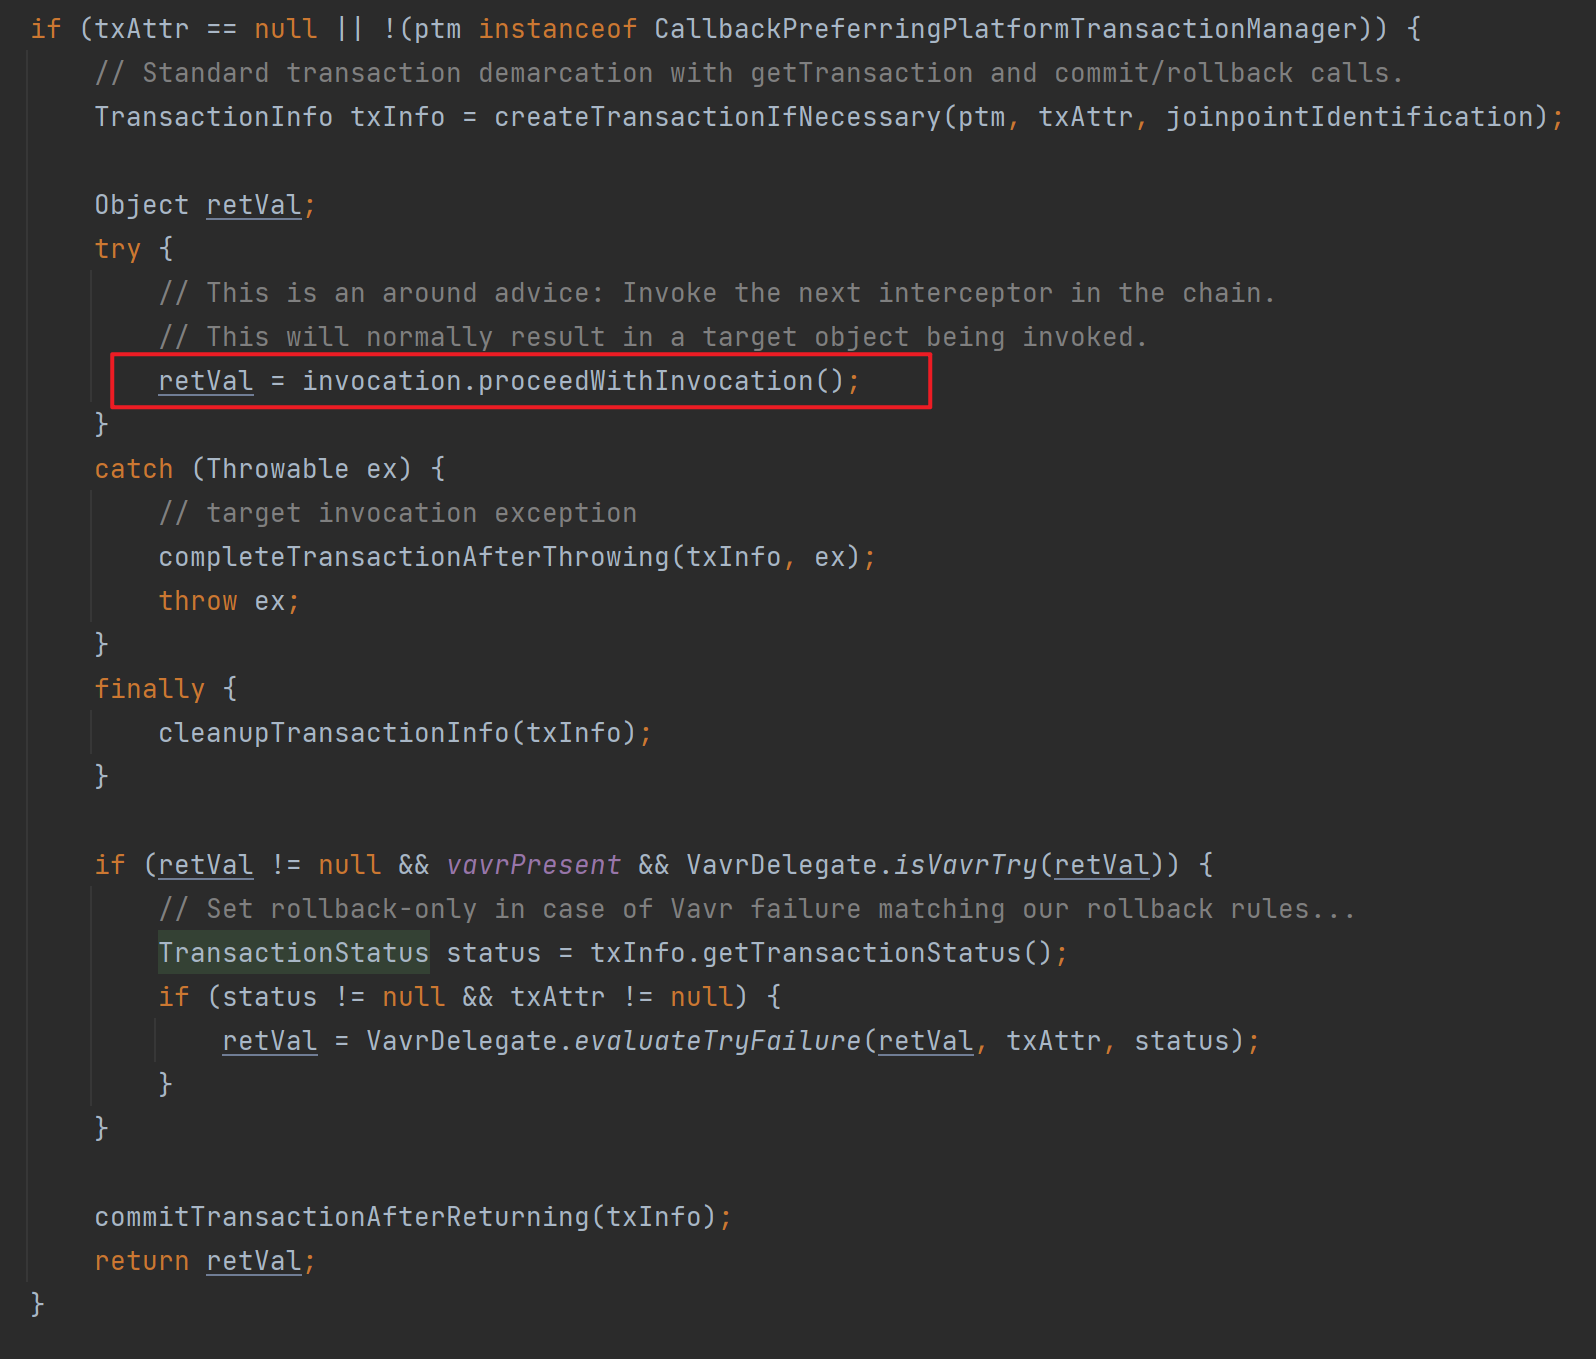 if (txAttr == null || !(ptm instanceof CallbackPreferringPlatformTransactionManager)) {
    // Standard transaction demarcation with getTransaction and commit/rollback calls.
    TransactionInfo txInfo = createTransactionIfNecessary(ptm, txAttr, joinpointIdentification);

    Object retVal;
    try {
        // This is an around advice: Invoke the next interceptor in the chain.
        // This will normally result in a target object being invoked.
        retVal = invocation.proceedWithInvocation();
    }
    catch (Throwable ex) {
        // target invocation exception
        completeTransactionAfterThrowing(txInfo, ex);
        throw ex;
    }
    finally {
        cleanupTransactionInfo(txInfo);
    }

    if (retVal != null && vavrPresent && VavrDelegate.isVavrTry(retVal)) {
        // Set rollback-only in case of Vavr failure matching our rollback rules...
        TransactionStatus status = txInfo.getTransactionStatus();
        if (status != null && txAttr != null) {
            retVal = VavrDelegate.evaluateTryFailure(retVal, txAttr, status);
        }
    }

    commitTransactionAfterReturning(txInfo);
    return retVal;
}